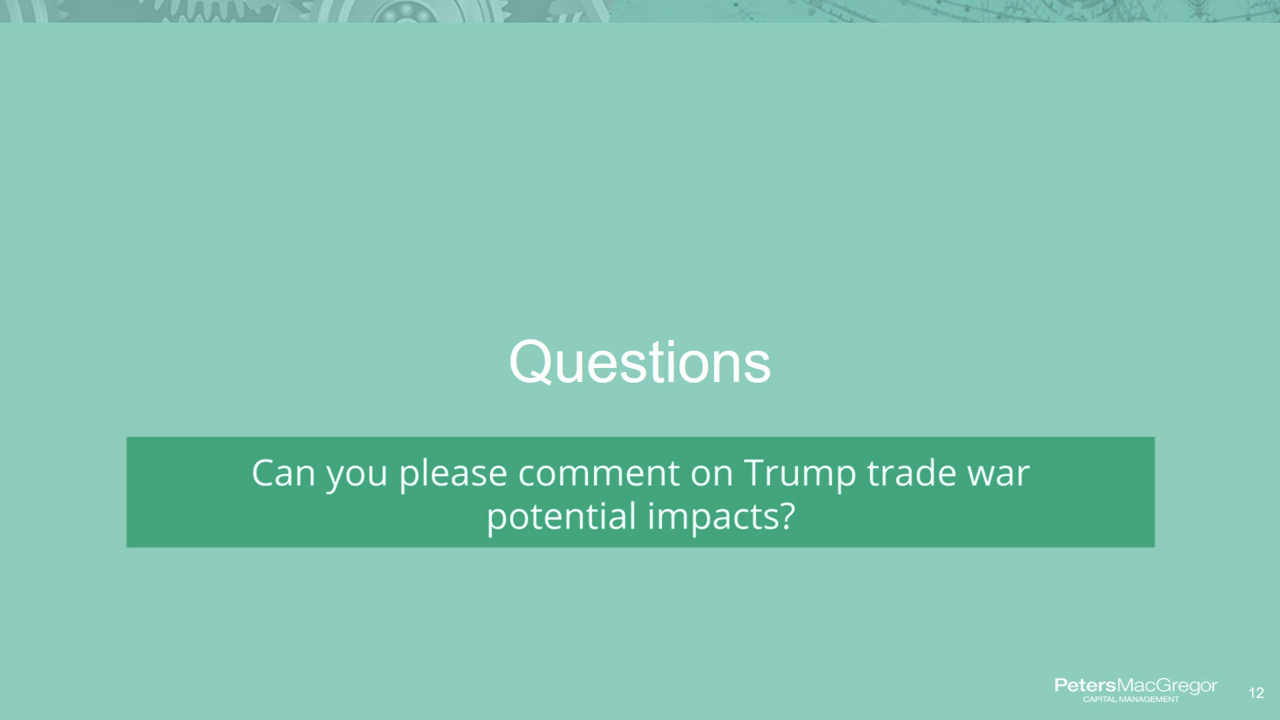 Questions
Can you please comment on Trump trade war
potential impacts?
PetersMacGregor
CAPITAL MANAGEMENT
12